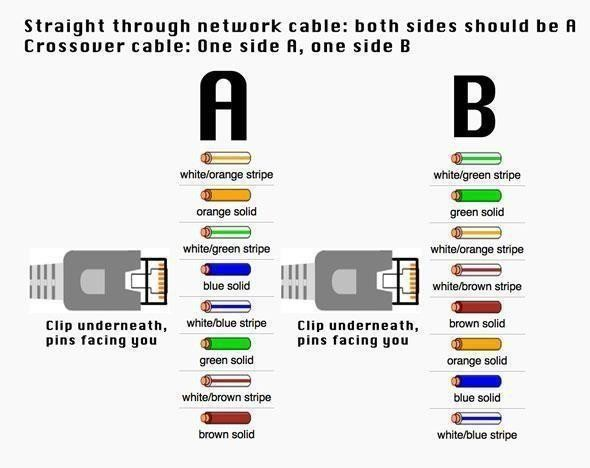 Straight through network cable: both sides should be A
Crossover cable: One side A, one side B
A
white/orange stripe
orange solid
white/green stripe
blue solid
white/blue stripe
green solid
white/brown stripe
brown solid
Clip underneath,
pins facing you
B
white/green stripe
green solid
white/orange stripe
white/brown stripe
brown solid
orange solid
blue solid
white/blue stripe
Clip underneath,
pins facing you